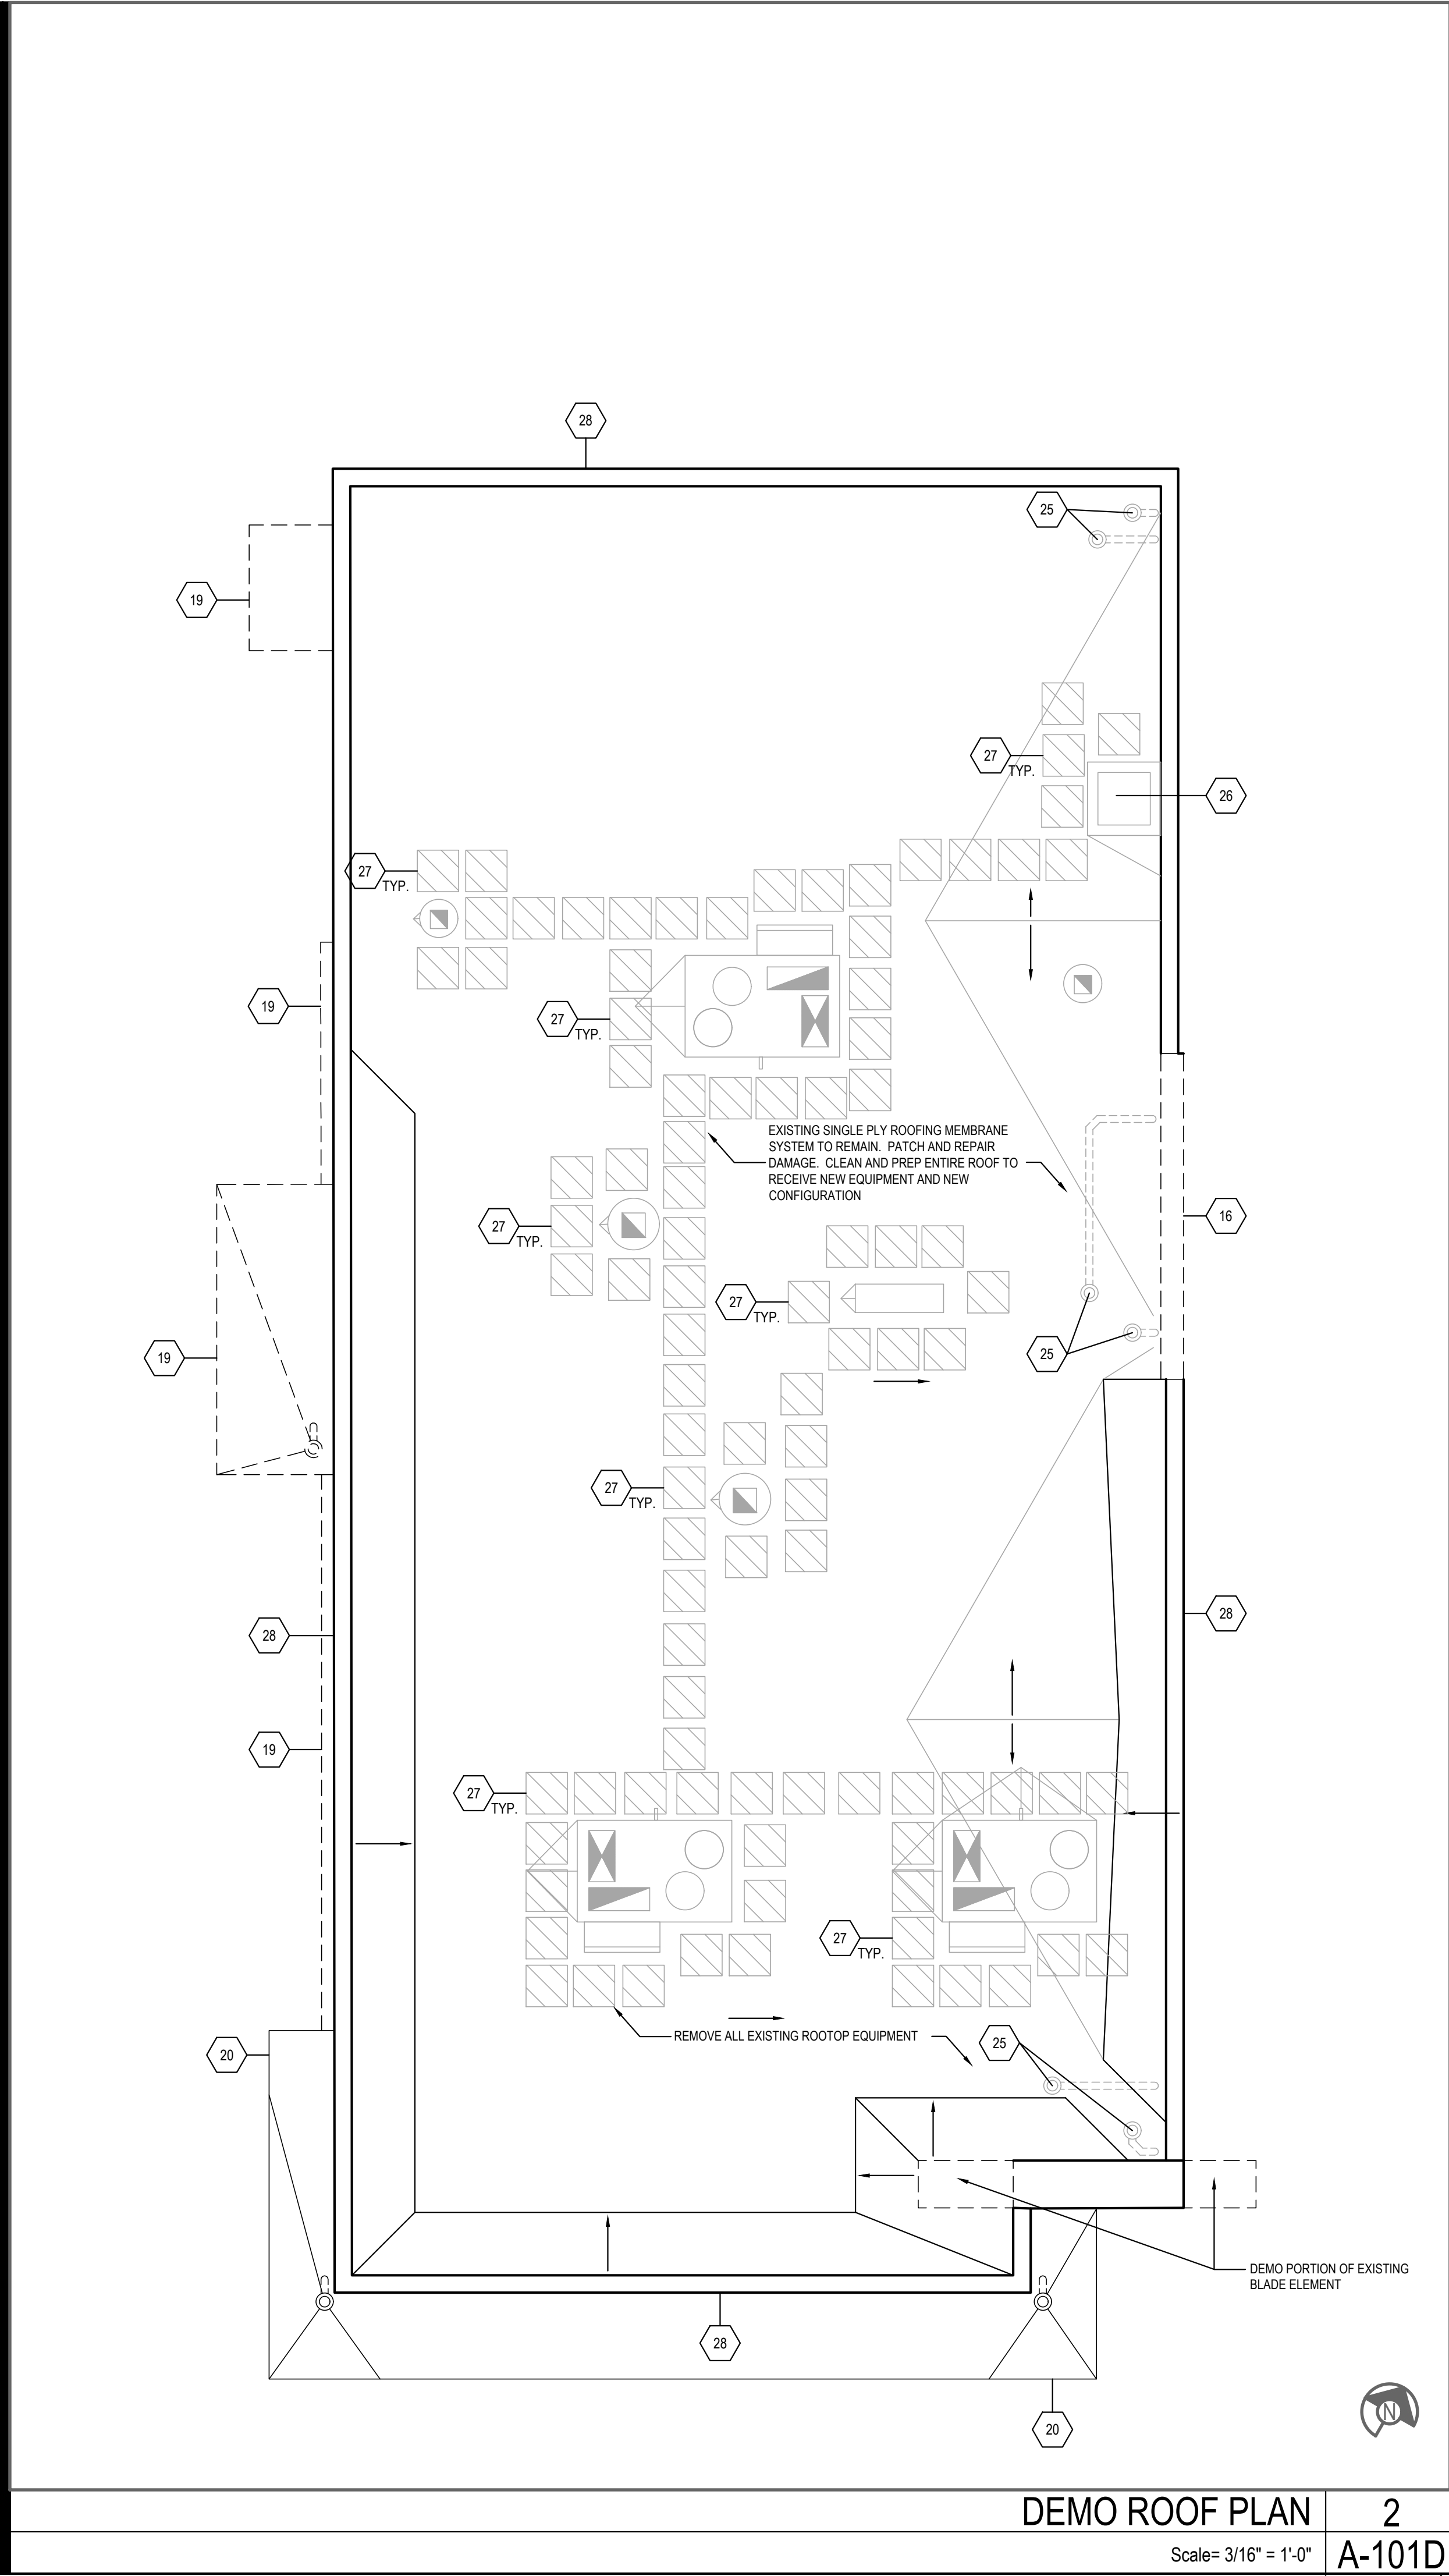 28
25
19
27
TYP.
26
27
TYP.
19
27
TYP.
EXISTING SINGLE PLY ROOFING MEMBRANE
SYSTEM TO REMAIN. PATCH AND REPAIR
DAMAGE. CLEAN AND PREP ENTIRE ROOF TO
RECEIVE NEW EQUIPMENT AND NEW
CONFIGURATION
16
27
TYP.
27
TYP.
19
25
27
TYP.
28
28
19
27
TYP.
27
TYP.
REMOVE ALL EXISTING ROOTOP EQUIPMENT
25
20
DEMO PORTION OF EXISTING
BLADE ELEMENT
28
20
N
DEMO ROOF PLAN
2
Scale= 3/16" = 1'-0"
A-101D